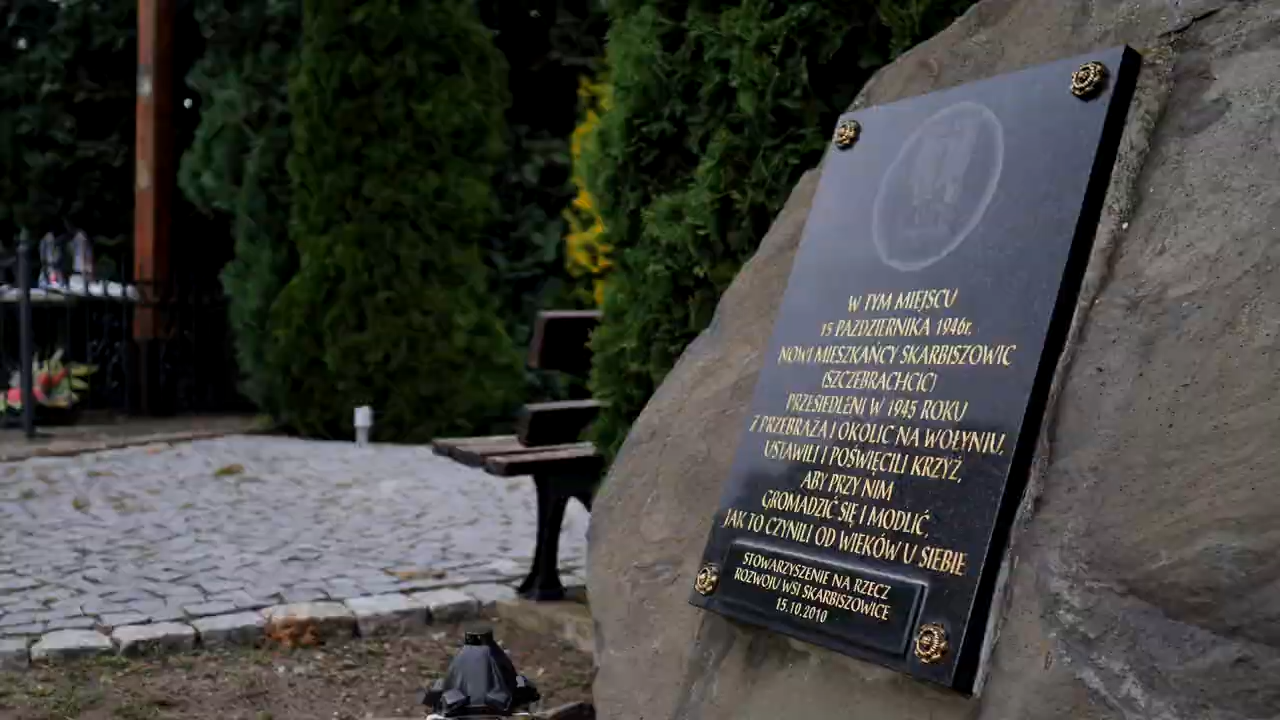 W TYM MIEJSCU
15 PAŹDZIERNIKA 1946r.
NOWI MIESZKAŃCY SKARBISZOWIC
(SZCZEBRACHCIC)
PRZESIEDLENI W 1945 ROKU
Z PRZEBRAŻA I OKOLIC NA WOŁYNIU,
USTAWILI I POŚWIĘCILI KRZYŻ,
ABY PRZY NIM
GROMADZIĆ SIĘ I MODLIĆ,
JAK TO CZYNILI OD WIEKÓW U SIEBIE
STOWARZYSZENIE NA RZECZ
ROZWOJU WSI SKARBISZOWICE
15.10.2010